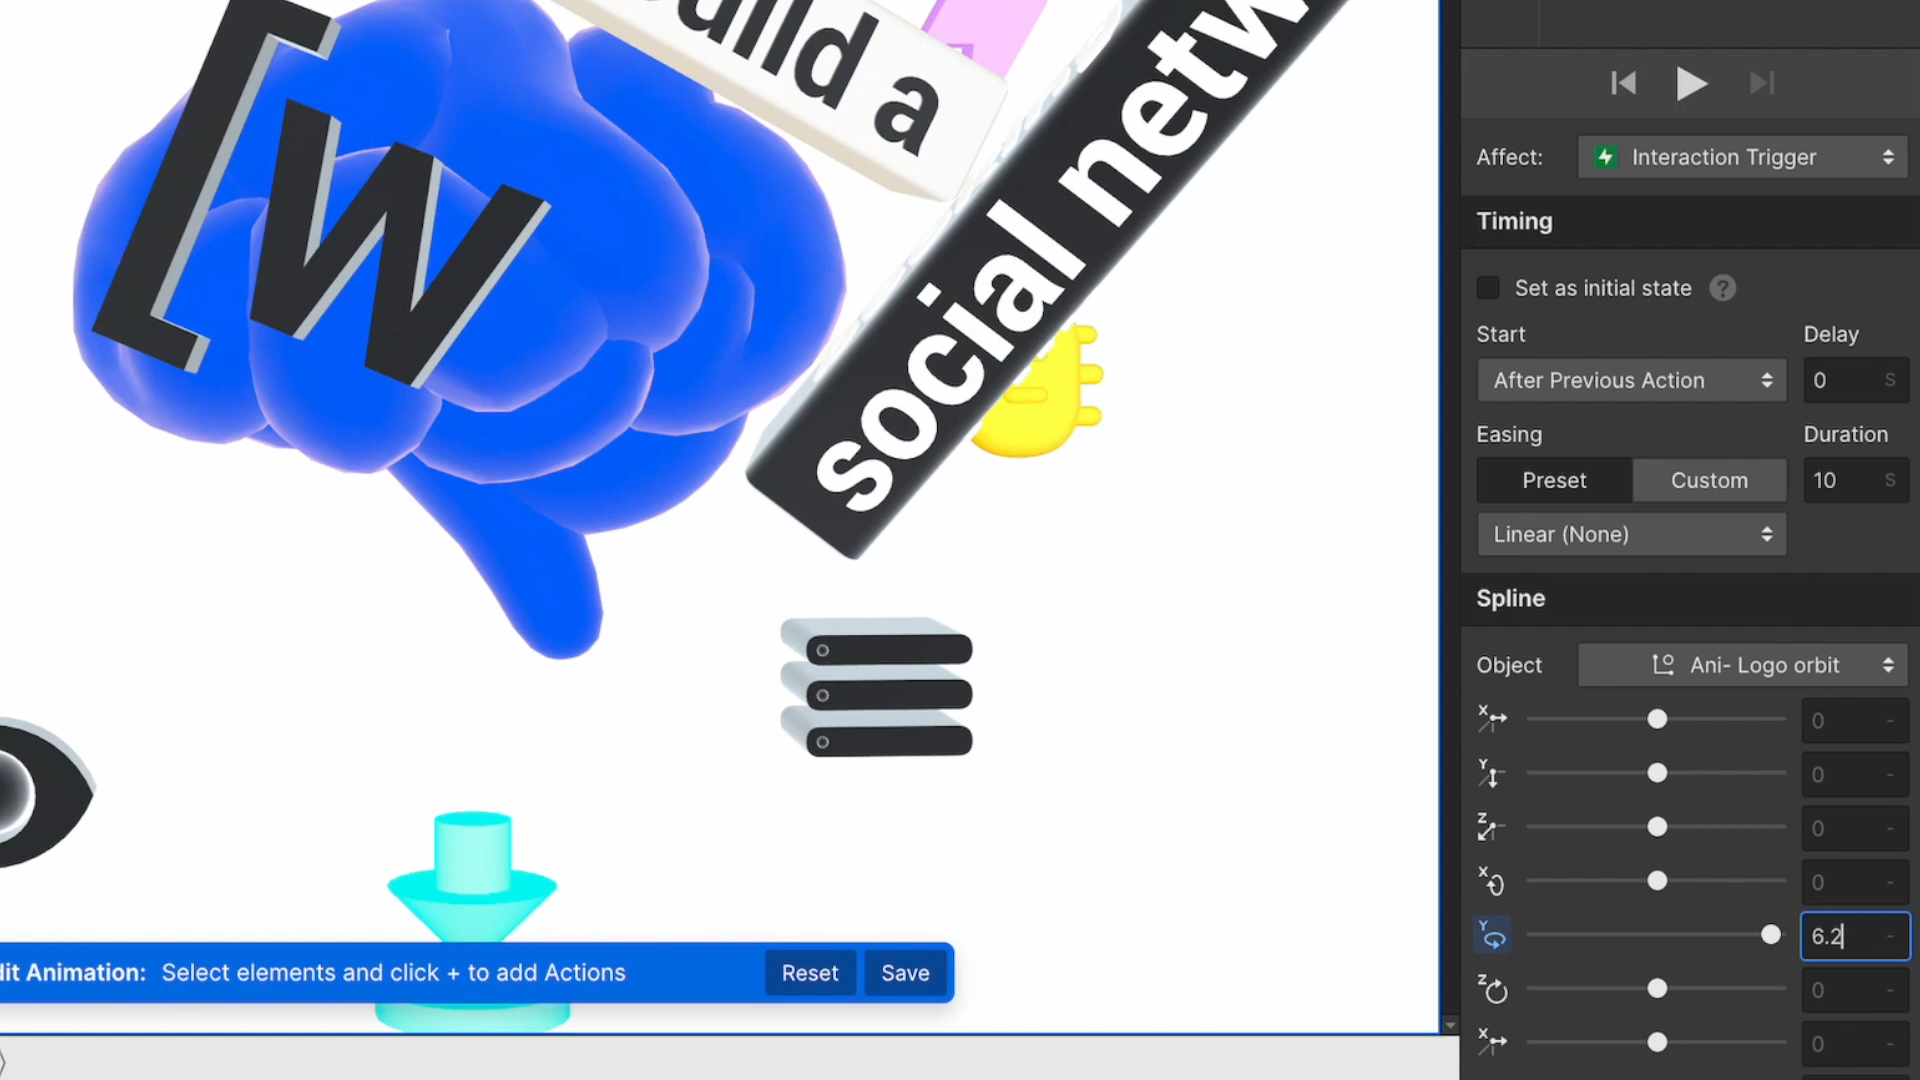 build a
social netw
[w
Affect:
Interaction Trigger
Timing
Set as initial state ?
Start
Delay
After Previous Action
0 S
Easing
Duration
Preset
Custom
10 S
Linear (None)
Spline
Object
Ani- Logo orbit
X
0 -
Y
0 -
Z
0 -
X
0 -
Y
6.2 -
Z
0 -
X
0 -
dit Animation: Select elements and click + to add Actions
Reset
Save